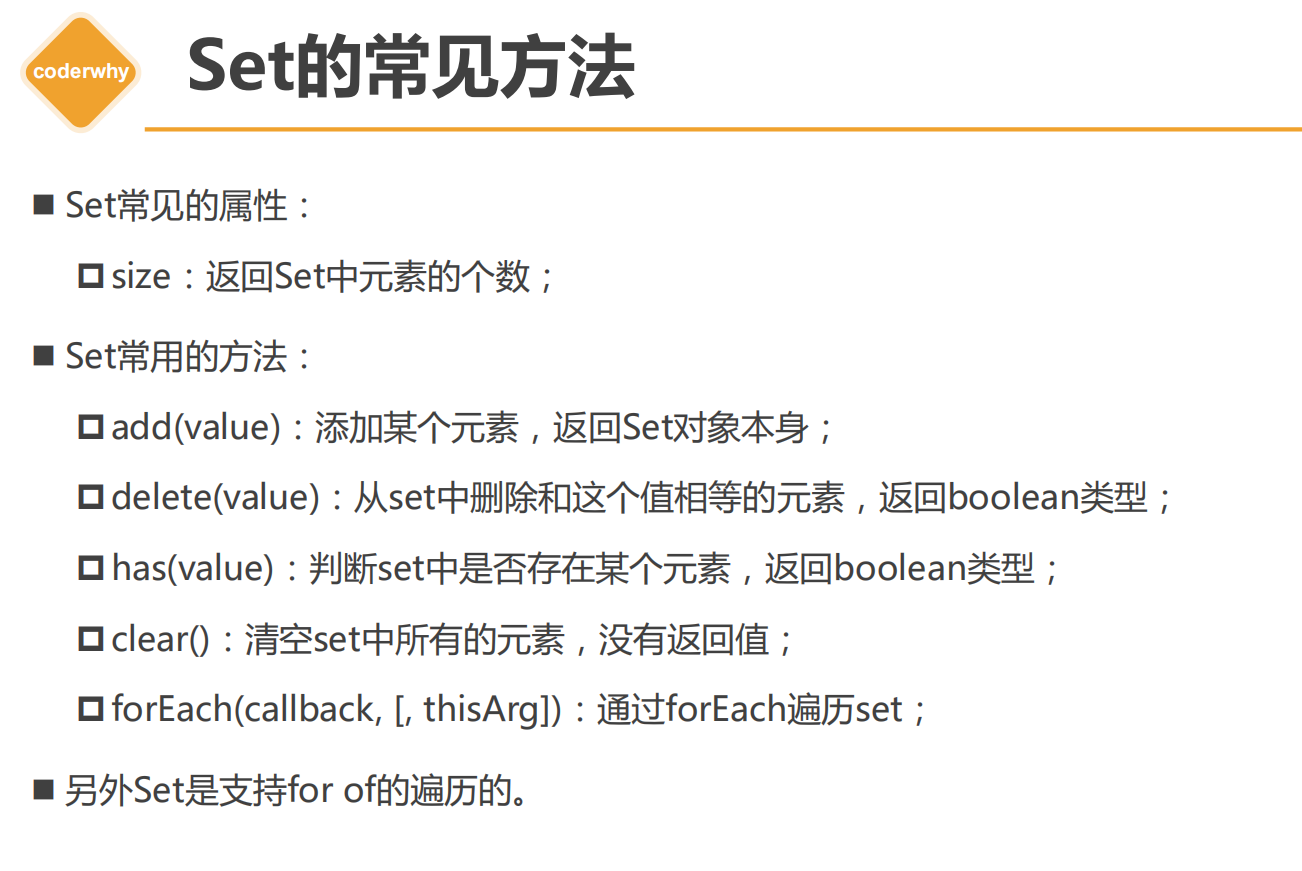 coderwhy
Set的常见方法
Set常见的属性：
size：返回Set中元素的个数；
Set常用的方法：
add(value)：添加某个元素，返回Set对象本身；
delete(value)：从set中删除和这个值相等的元素，返回boolean类型；
has(value)：判断set中是否存在某个元素，返回boolean类型；
clear()：清空set中所有的元素，没有返回值；
forEach(callback, [, thisArg])：通过forEach遍历set；
另外Set是支持for of的遍历的。